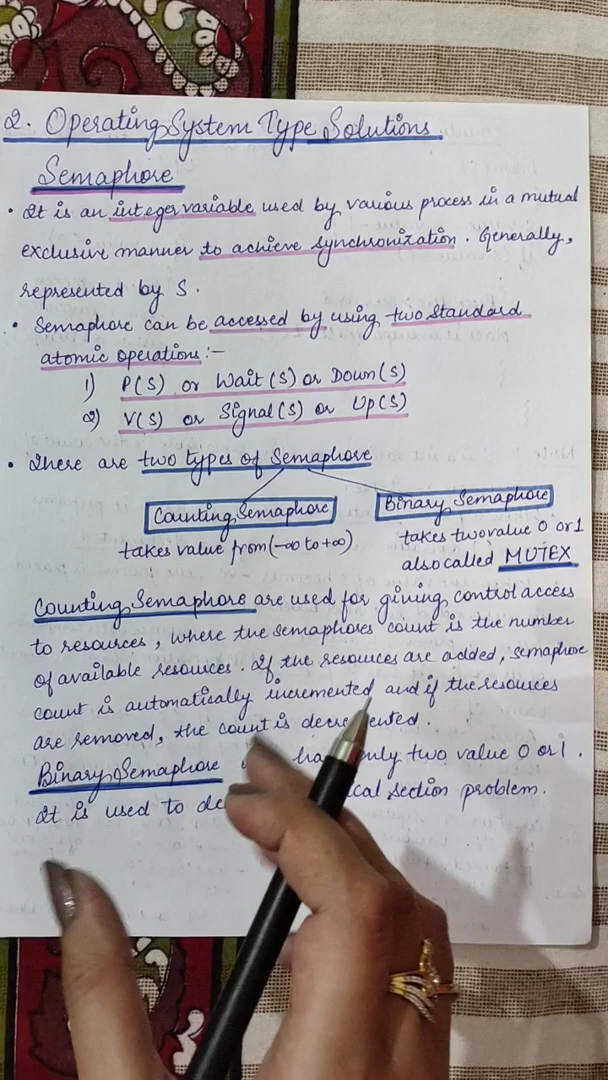 2. Operating System Type Solutions
Semaphore
• It is an integer variable used by various process in a mutual
exclusive manner to achieve synchronization. Generally,
represented by S.
• Semaphore can be accessed by using two standard
atomic operations:-
1) P(S) or Wait(S) or Down(S)
2) V(S) or Signal(S) or Up(S)
• There are two types of Semaphore
Counting Semaphore
takes value from (-∞ to +∞)
Binary Semaphore
takes two value 0 or 1
also called MUTEX
Counting Semaphore are used for giving control access
to resources, where the semaphores count is the number
of available resources. If the resources are added, semaphore
count is automatically incremented and if the resources
are removed, the count is decremented.
Binary Semaphore only two value 0 or 1.
It is used to section problem.